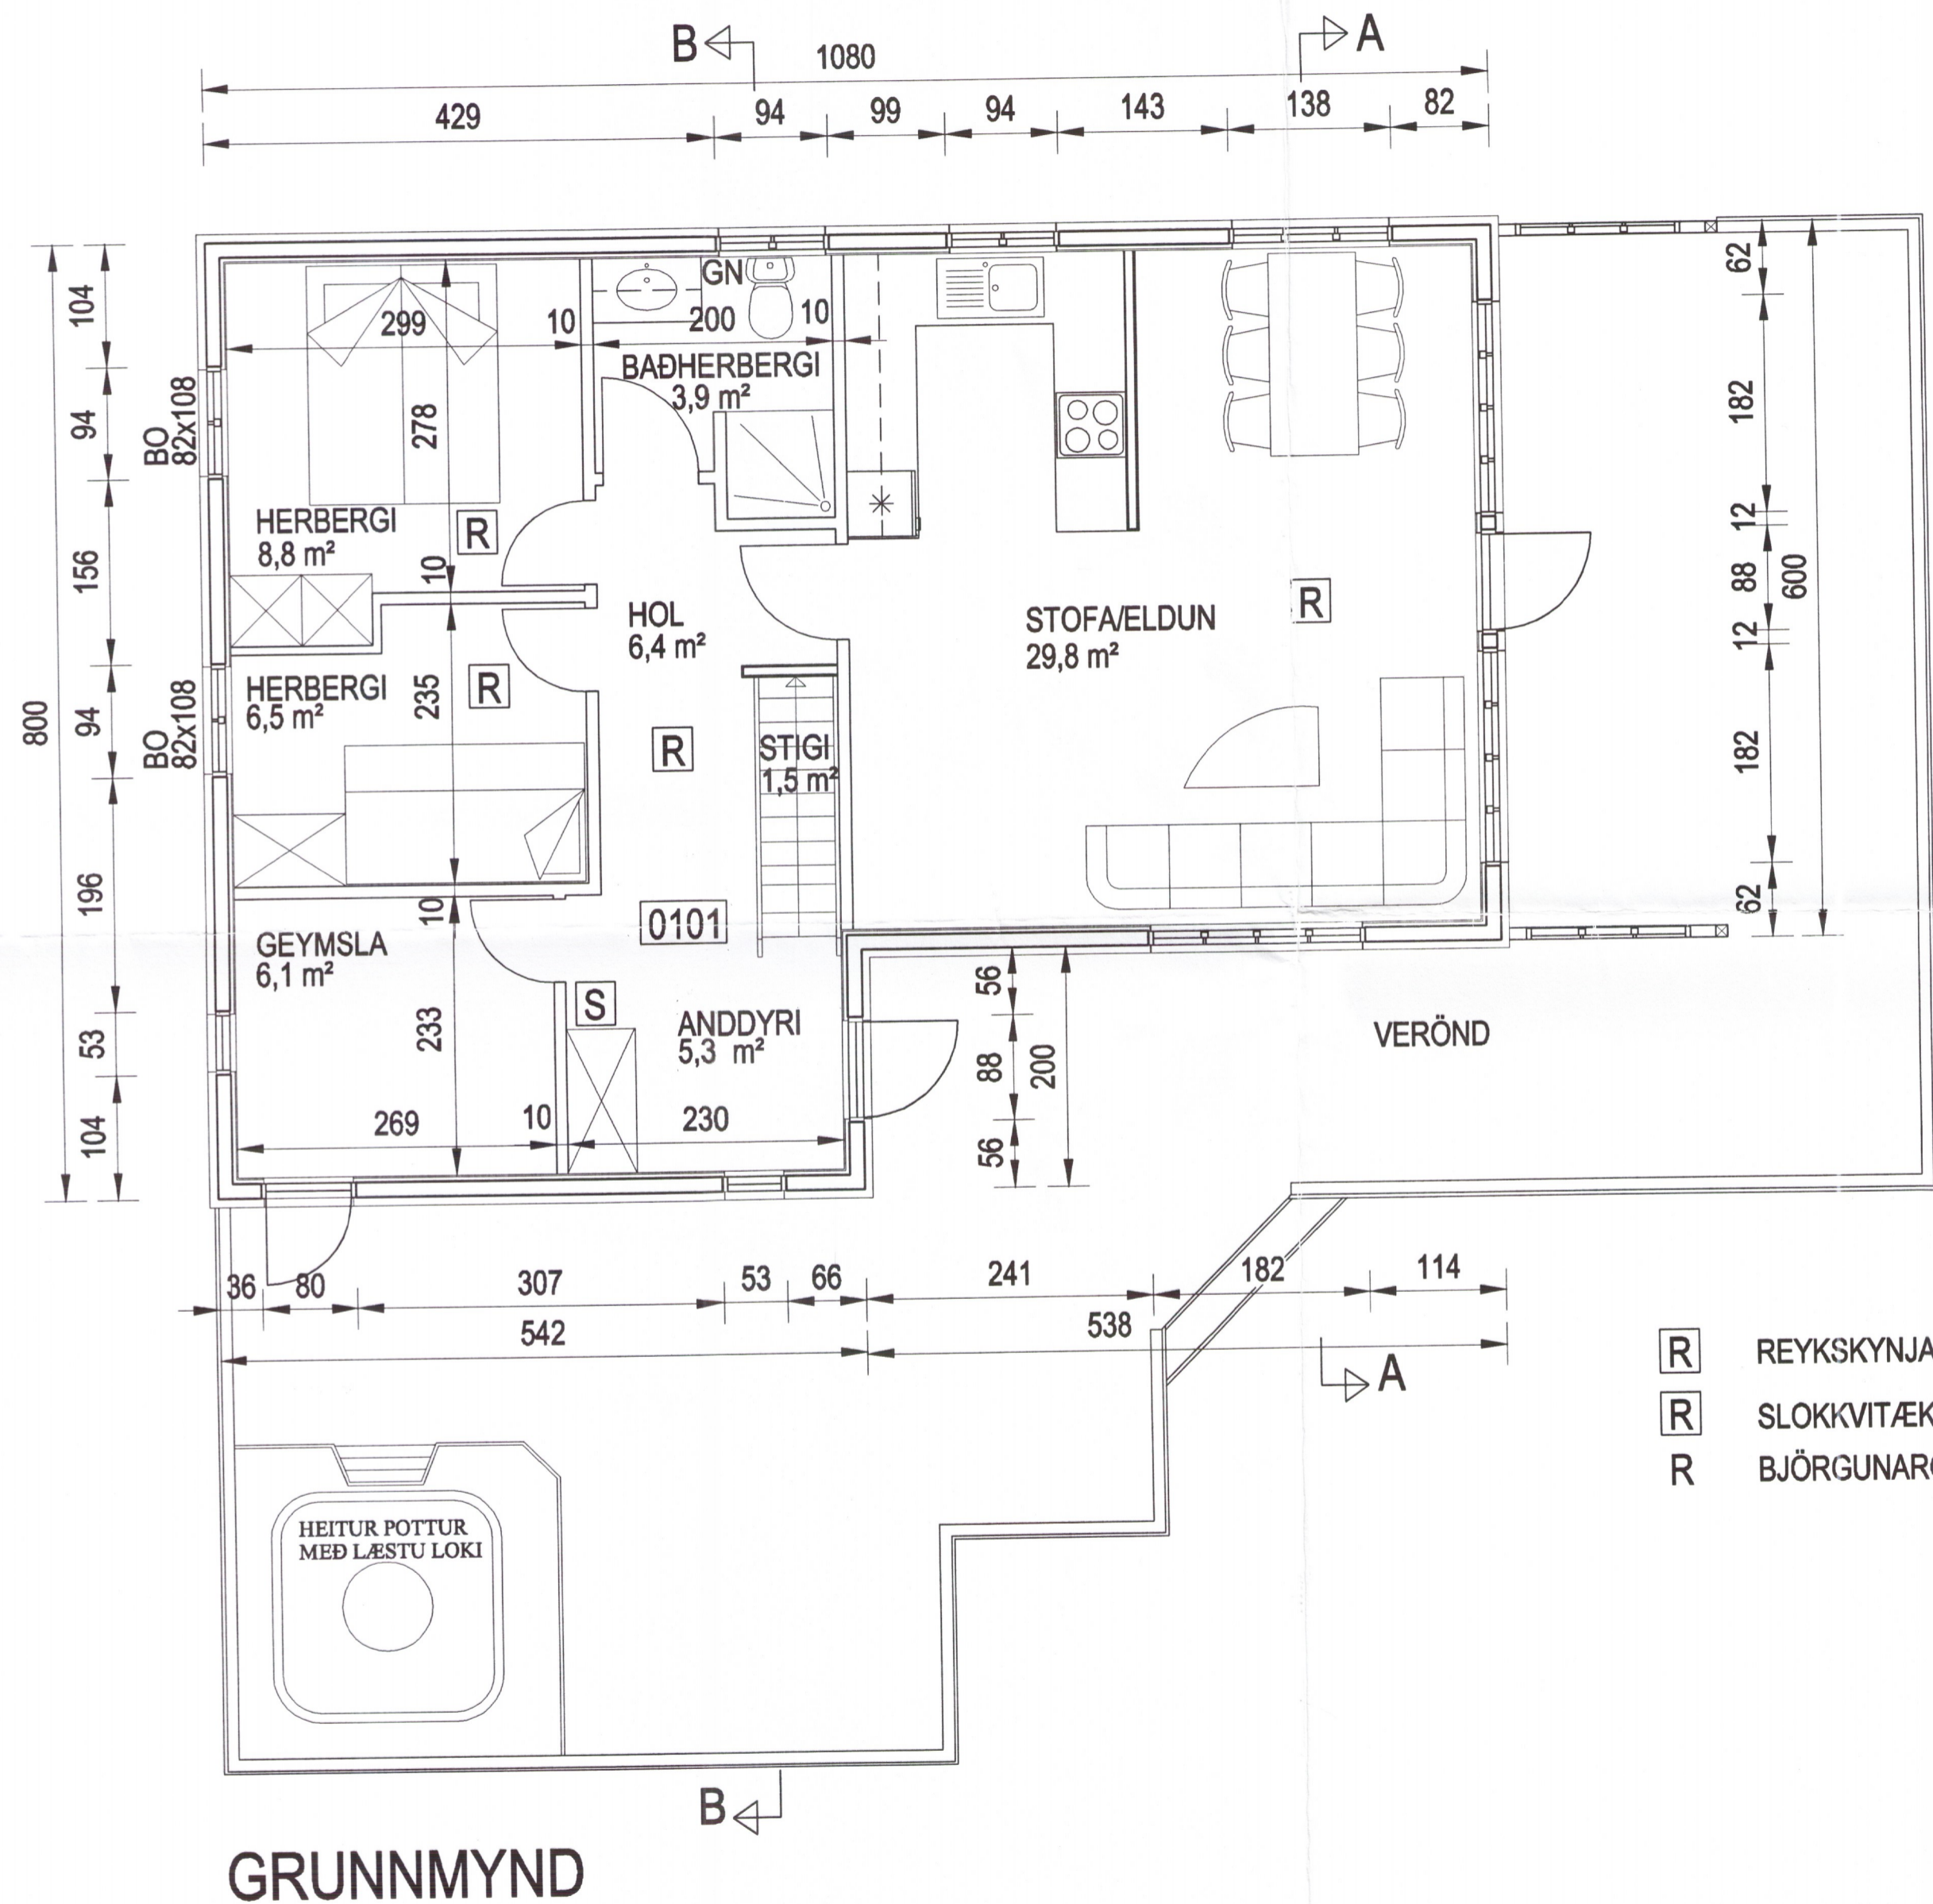 B
A
1080
429
94
99
94
143
138
82
GN
299
10
200
10
BAÐHERBERGI
3,9 m²
278
HERBERGI
8,8 m²
R
10
HERBERGI
6,5 m²
235
R
HOL
6,4 m²
R
STIGI
1,5 m²
STOFA/ELDUN
29,8 m²
R
0101
10
GEYMSLA
6,1 m²
233
S
ANDDYRI
5,3 m²
269
10
230
800
104
94
156
94
196
53
104
BO
82x108
BO
82x108
62
182
12
88
12
182
62
600
56
88
56
200
VERÖND
36
80
307
53
66
241
182
114
542
538
A
R REYKSKYNJA
R SLOKKVITÆK
R BJÖRGUNAR
HEITUR POTTUR
MEÐ LÆSTU LOKI
B
GRUNNMYND